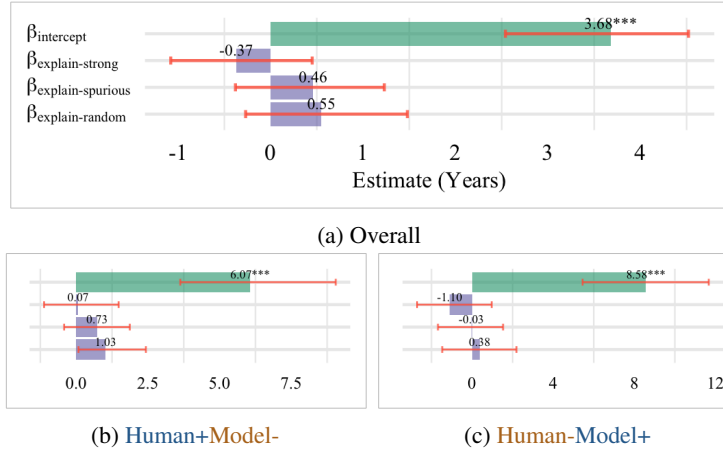 βintercept 3.68***
βexplain-strong -0.37
βexplain-spurious 0.46
βexplain-random 0.55
-1 0 1 2 3 4
Estimate (Years)
(a) Overall
6.07***
0.07
0.73
1.03
0.0 2.5 5.0 7.5
(b) Human+Model-
8.58***
-1.10
-0.03
0.38
0 4 8 12
(c) Human-Model+